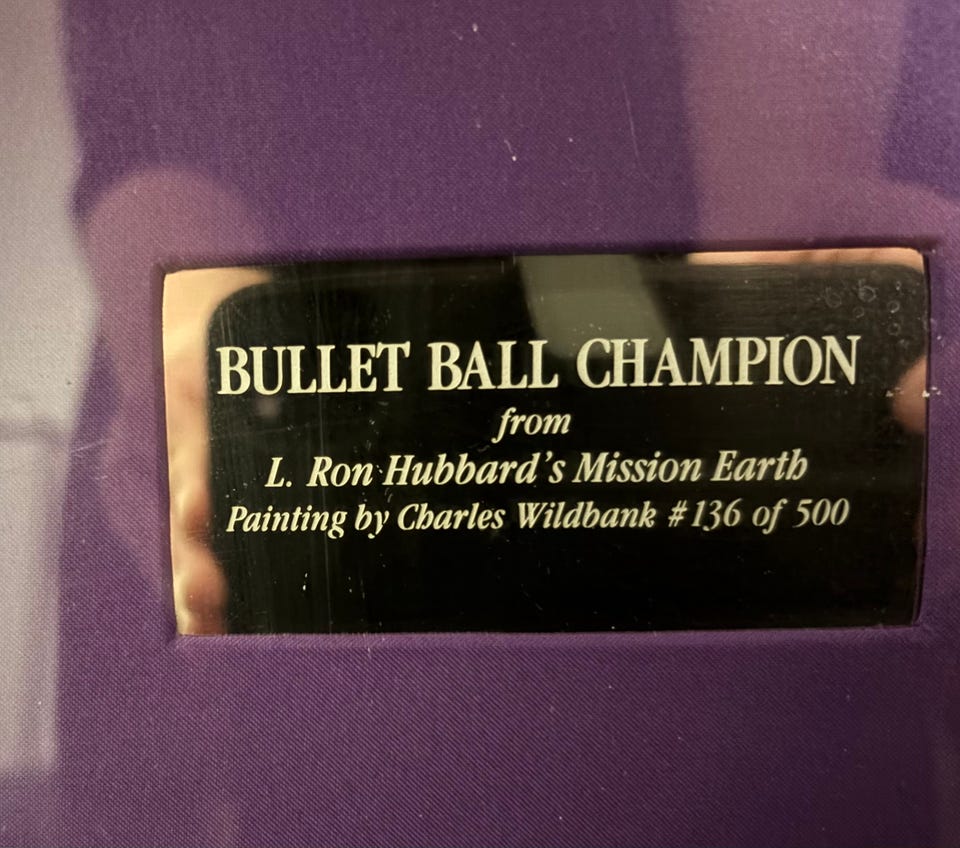 BULLET BALL CHAMPION
from
L. Ron Hubbard's Mission Earth
Painting by Charles Wildbank #136 of 500